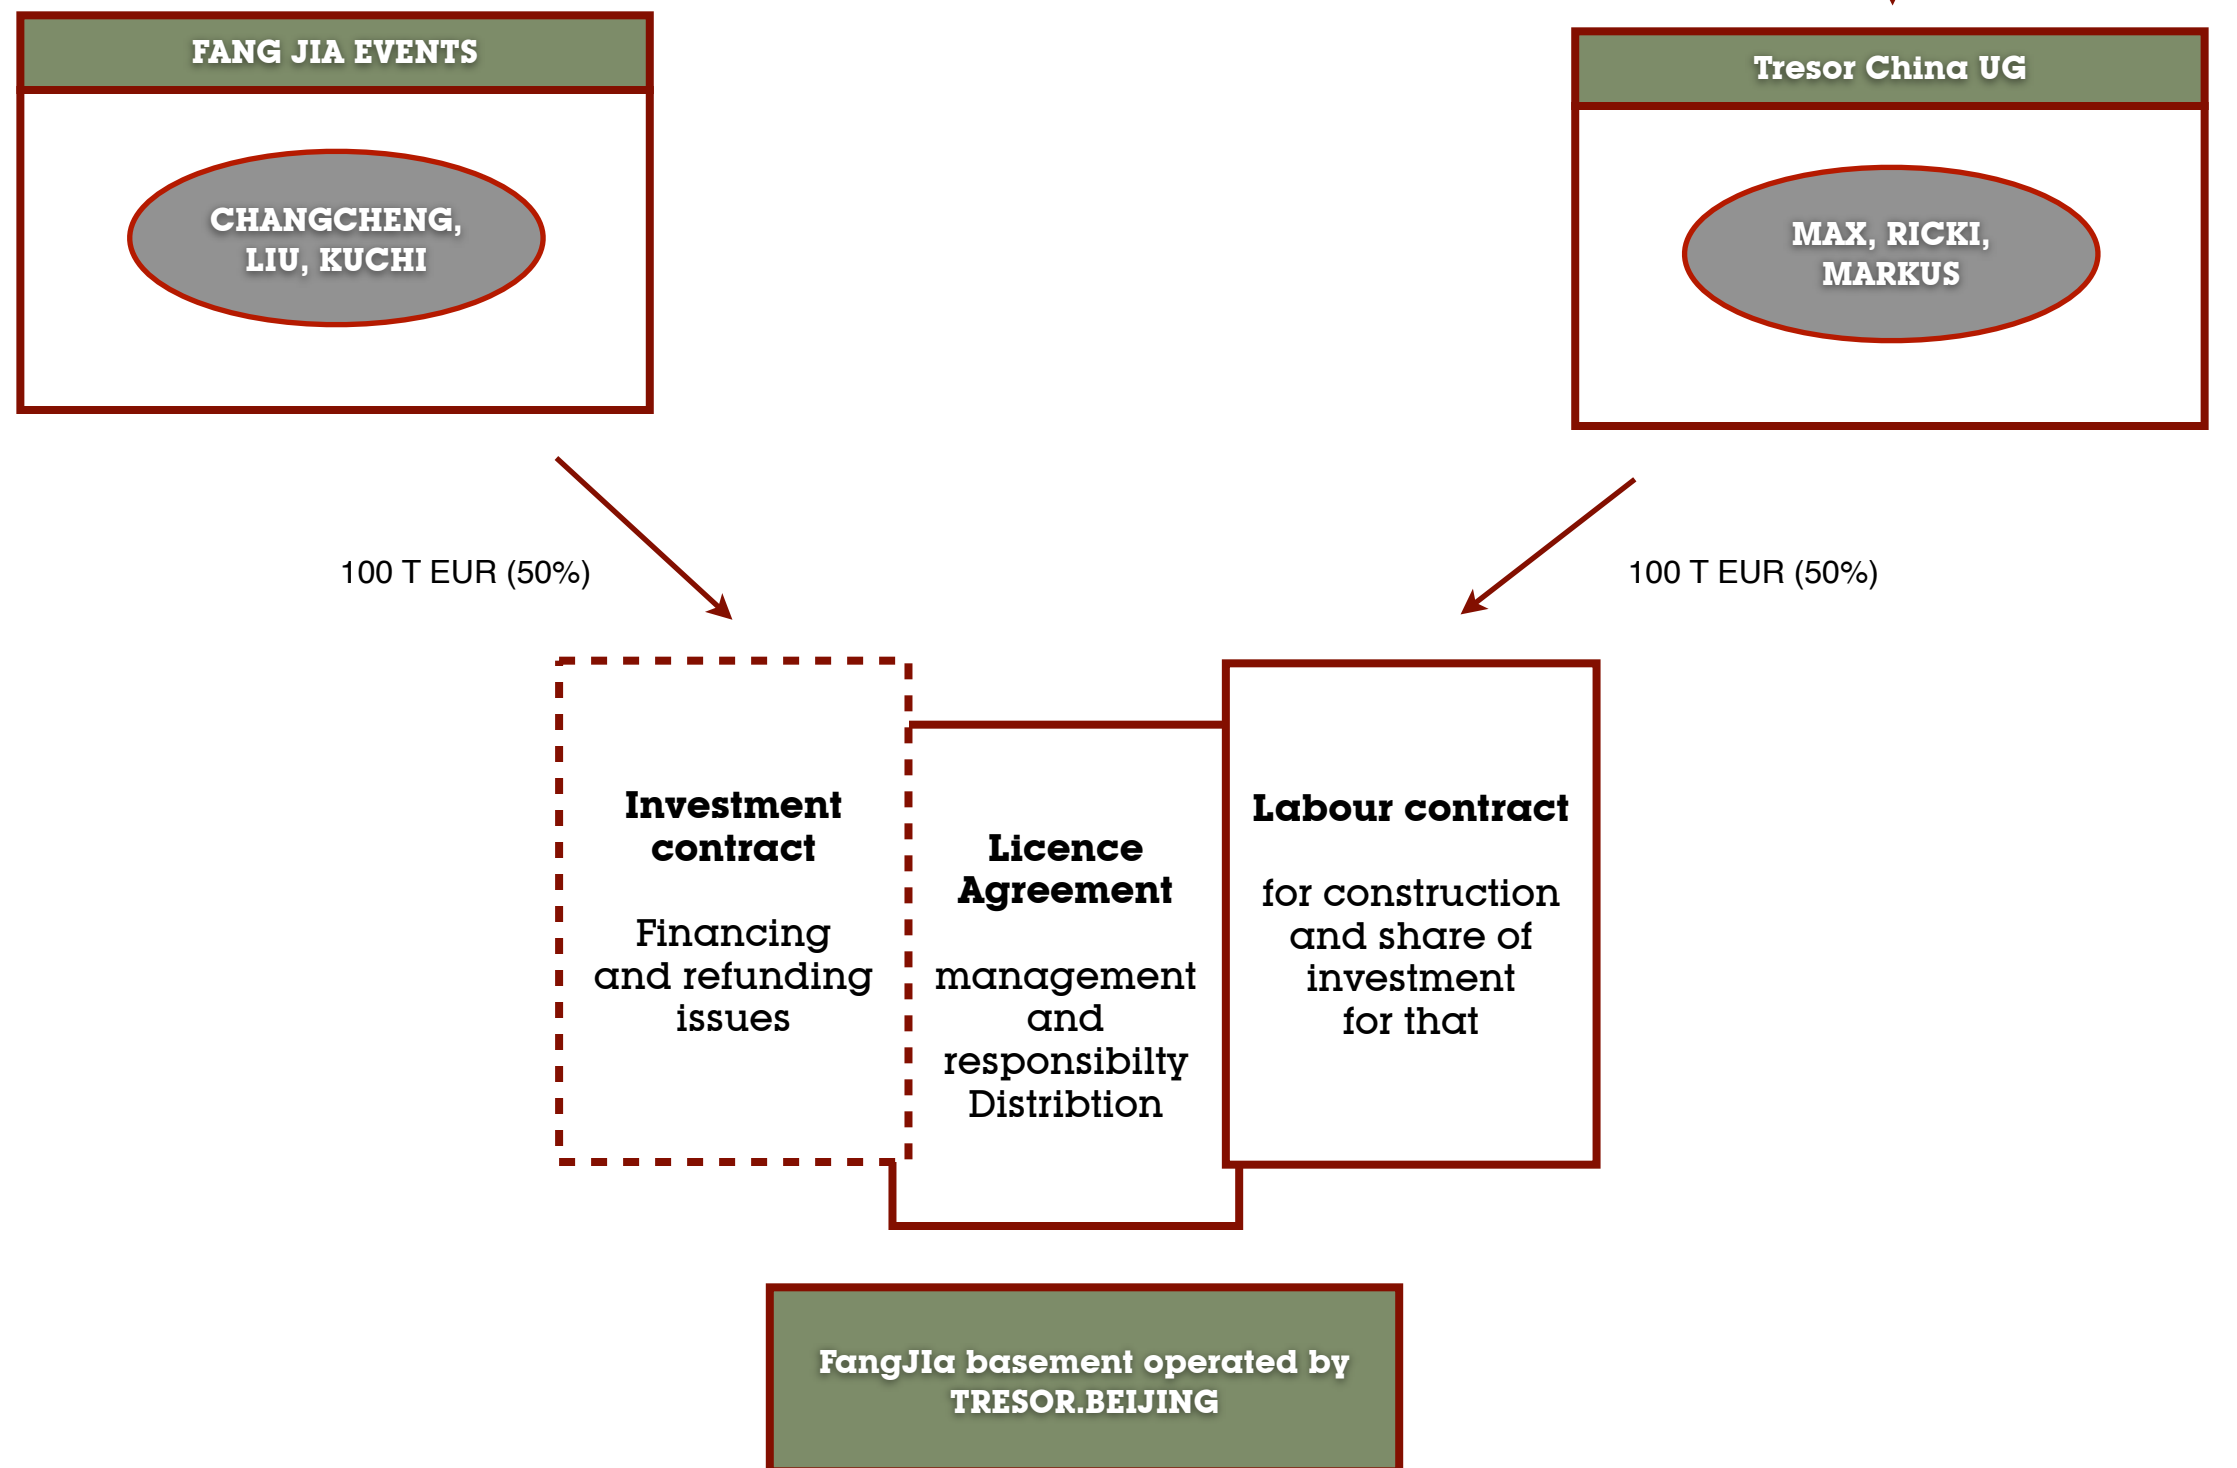 FANG JIA EVENTS
Tresor China UG
CHANGCHENG,
LIU, KUCHI
MAX, RICKI,
MARKUS
100 T EUR (50%)
100 T EUR (50%)
Investment
contract
Financing
and refunding
issues
Licence
Agreement
management
and
responsibilty
Distribtion
Labour contract
for construction
and share of
investment
for that
FangJIa basement operated by
TRESOR.BEIJING